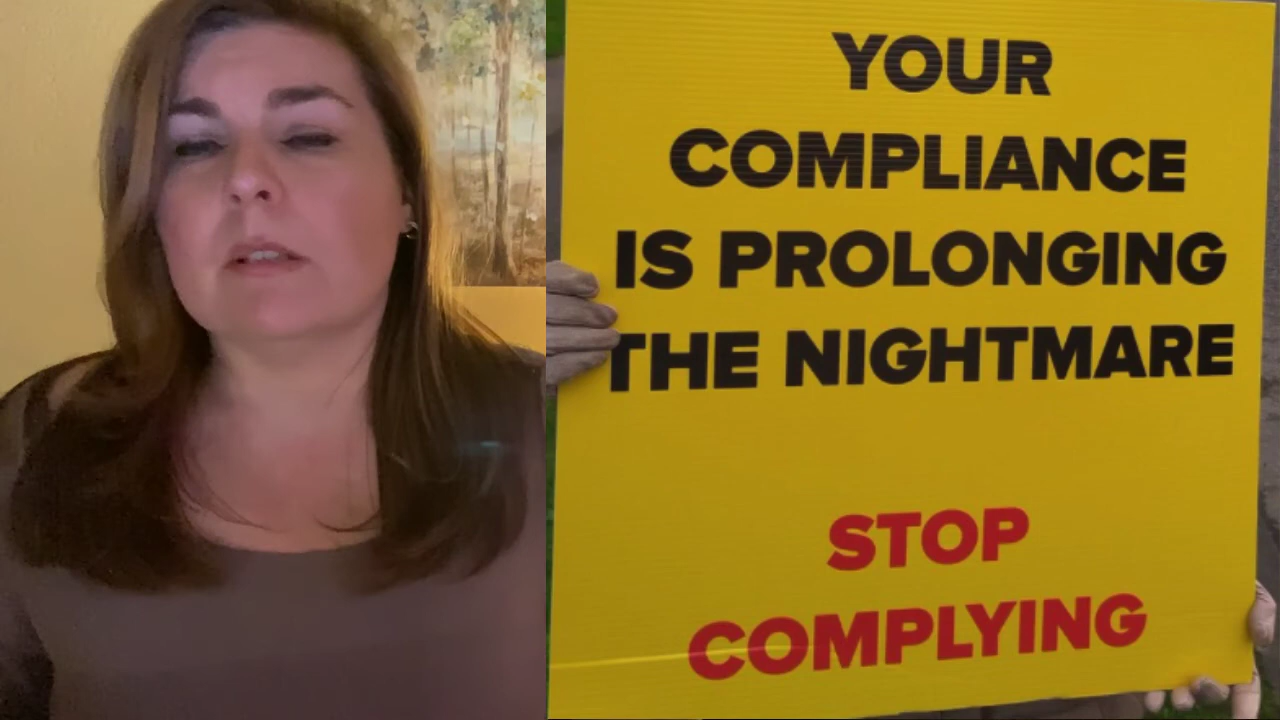 YOUR
COMPLIANCE
IS PROLONGING
THE NIGHTMARE
STOP
COMPLYING